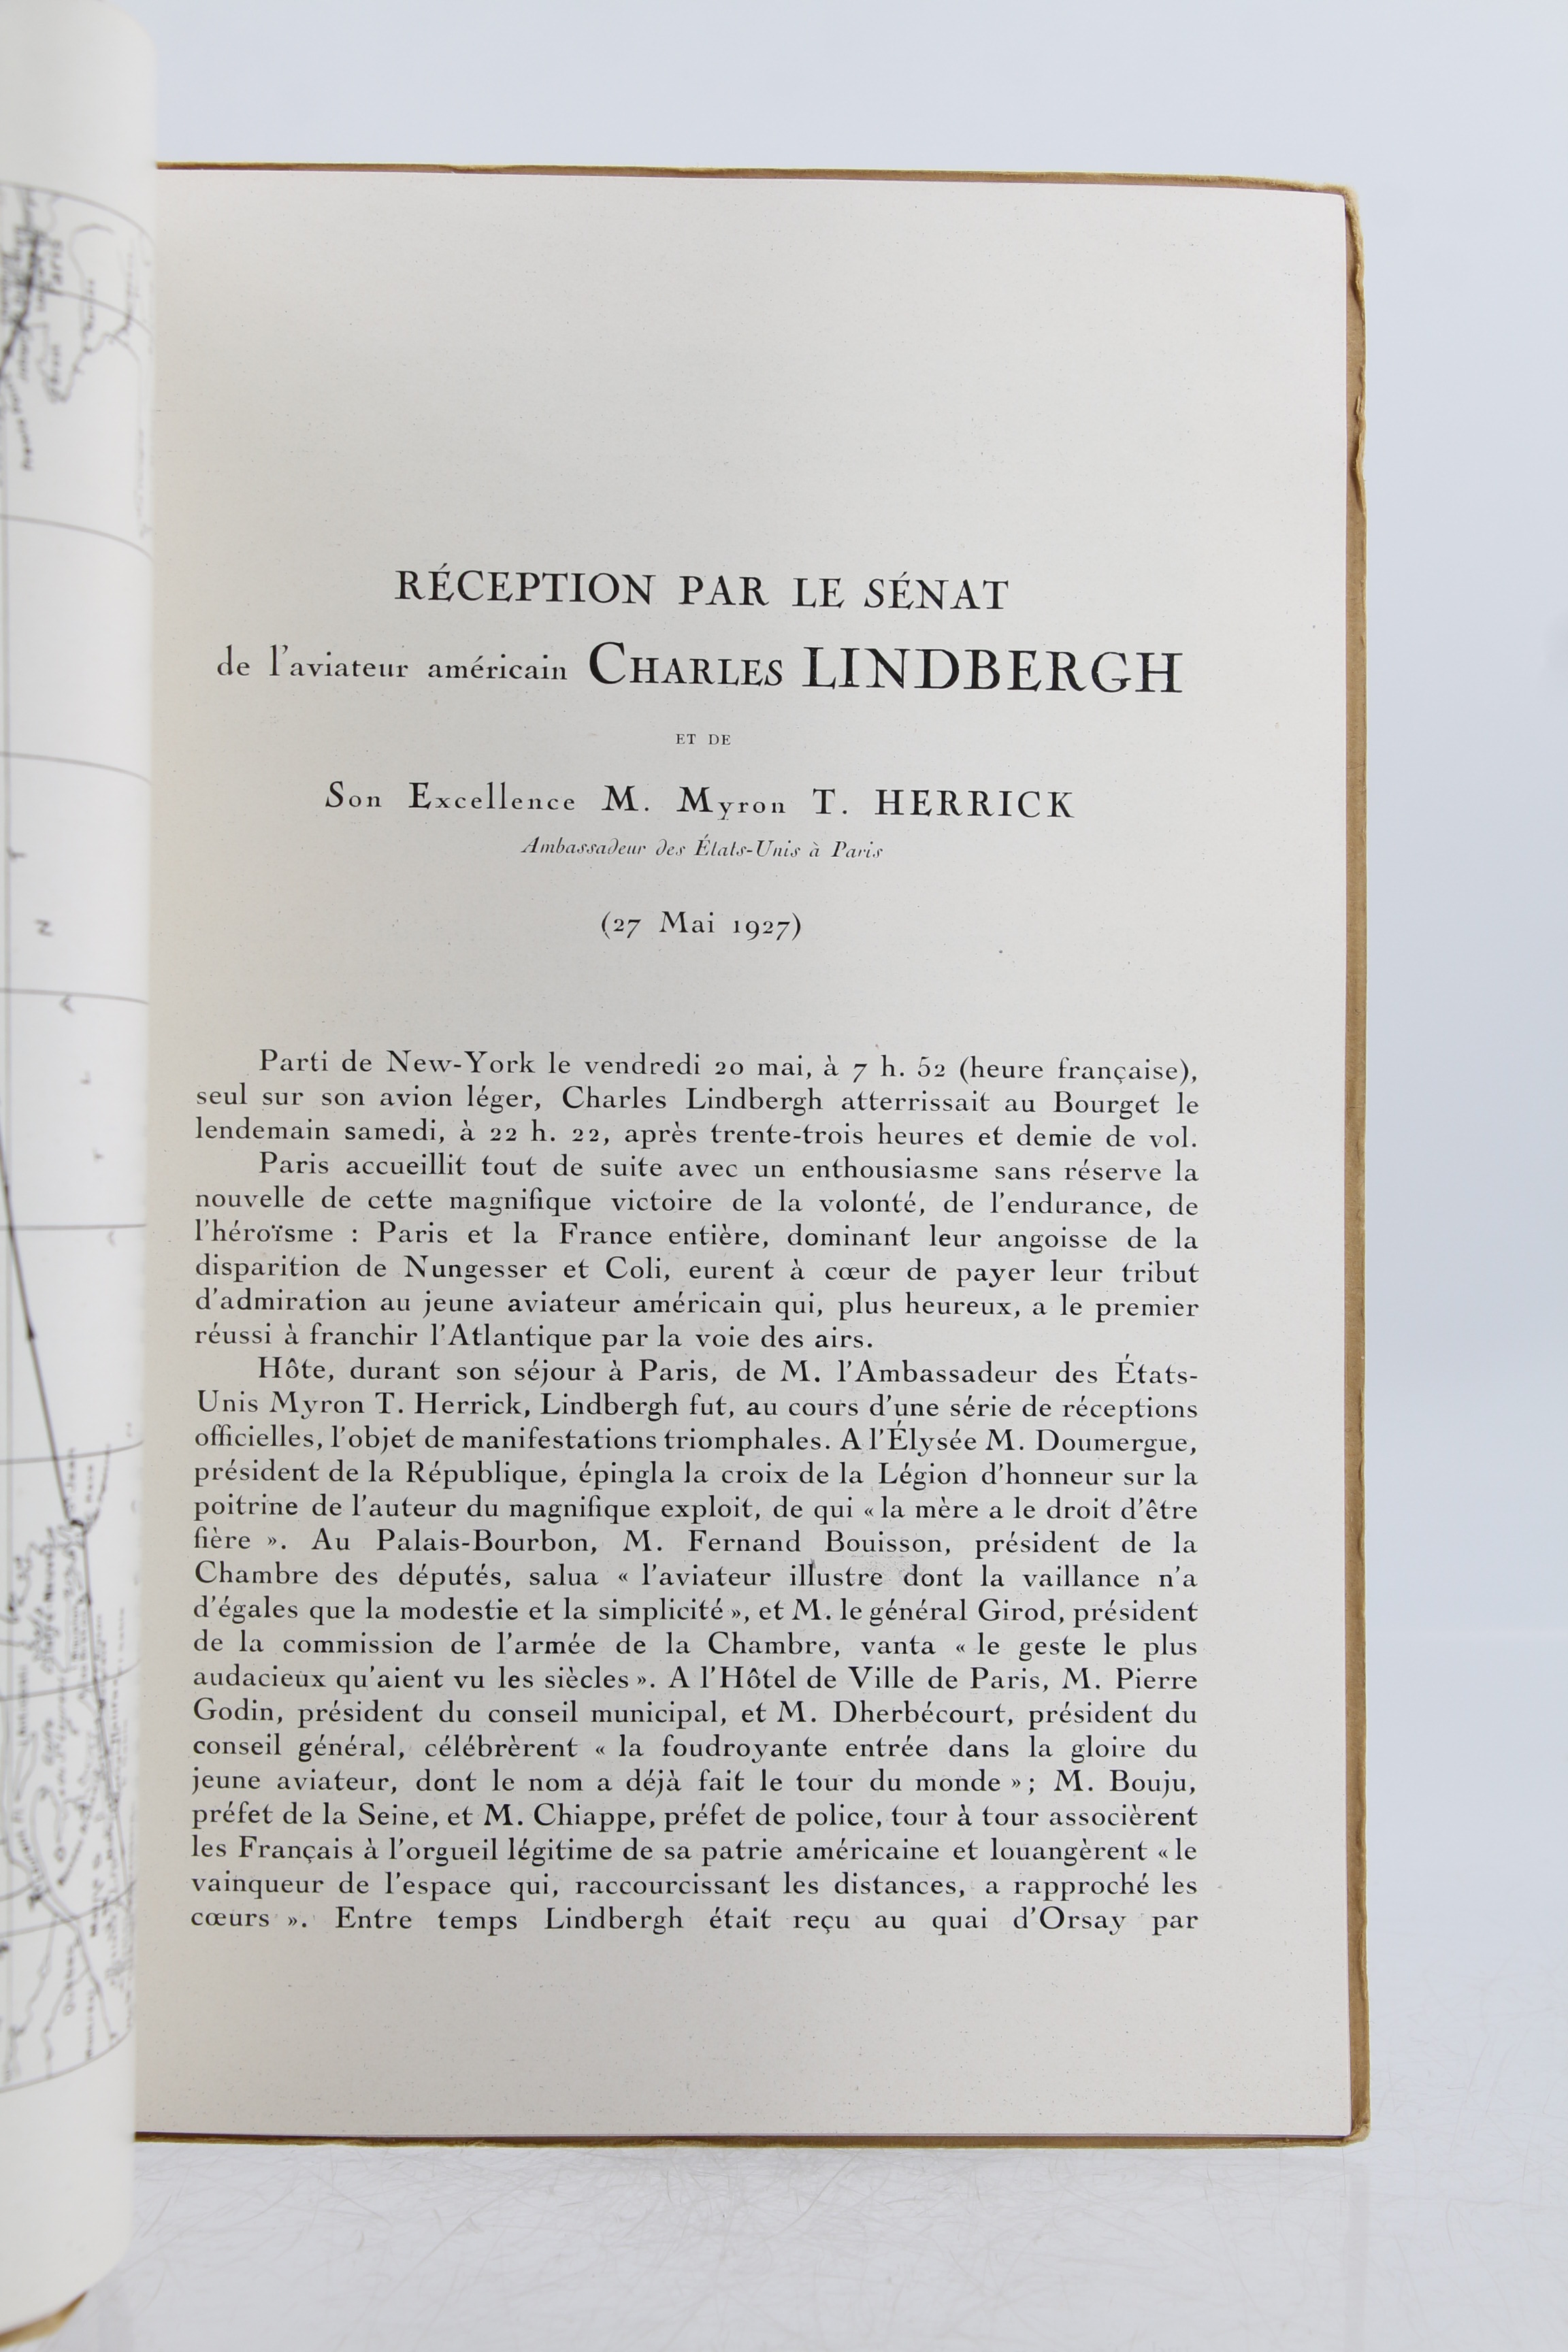 RÉCEPTION PAR LE SÉNAT
de l'aviateur américain CHARLES LINDBERGH
ET DE
Son Excellence M. Myron T. HERRICK
Ambassadeur des États-Unis à Paris
(27 Mai 1927)
Parti de New-York le vendredi 20 mai, à 7 h. 52 (heure française),
seul sur son avion léger, Charles Lindbergh atterrissait au Bourget le
lendemain samedi, à 22 h. 22, après trente-trois heures et demie de vol.
Paris accueillit tout de suite avec un enthousiasme sans réserve la
nouvelle de cette magnifique victoire de la volonté, de l'endurance, de
l'héroïsme : Paris et la France entière, dominant leur angoisse de la
disparition de Nungesser et Coli, eurent à cœur de payer leur tribut
d'admiration au jeune aviateur américain qui, plus heureux, a le premier
réussi à franchir l'Atlantique par la voie des airs.
Hôte, durant son séjour à Paris, de M. l'Ambassadeur des États-
Unis Myron T. Herrick, Lindbergh fut, au cours d'une série de réceptions
officielles, l'objet de manifestations triomphales. A l'Élysée M. Doumergue,
président de la République, épingla la croix de la Légion d'honneur sur la
poitrine de l'auteur du magnifique exploit, de qui « la mère a le droit d'être
fière ». Au Palais-Bourbon, M. Fernand Bouisson, président de la
Chambre des députés, salua « l'aviateur illustre dont la vaillance n'a
d'égales que la modestie et la simplicité », et M. le général Girod, président
de la commission de l'armée de la Chambre, vanta « le geste le plus
audacieux qu'aient vu les siècles ». A l'Hôtel de Ville de Paris, M. Pierre
Godin, président du conseil municipal, et M. Dherbécourt, président du
conseil général, célébrèrent « la foudroyante entrée dans la gloire du
jeune aviateur, dont le nom a déjà fait le tour du monde » ; M. Bouju,
préfet de la Seine, et M. Chiappe, préfet de police, tour à tour associèrent
les Français à l'orgueil légitime de sa patrie américaine et louangèrent « le
vainqueur de l'espace qui, raccourcissant les distances, a rapproché les
cœurs ». Entre temps Lindbergh était reçu au quai d'Orsay par